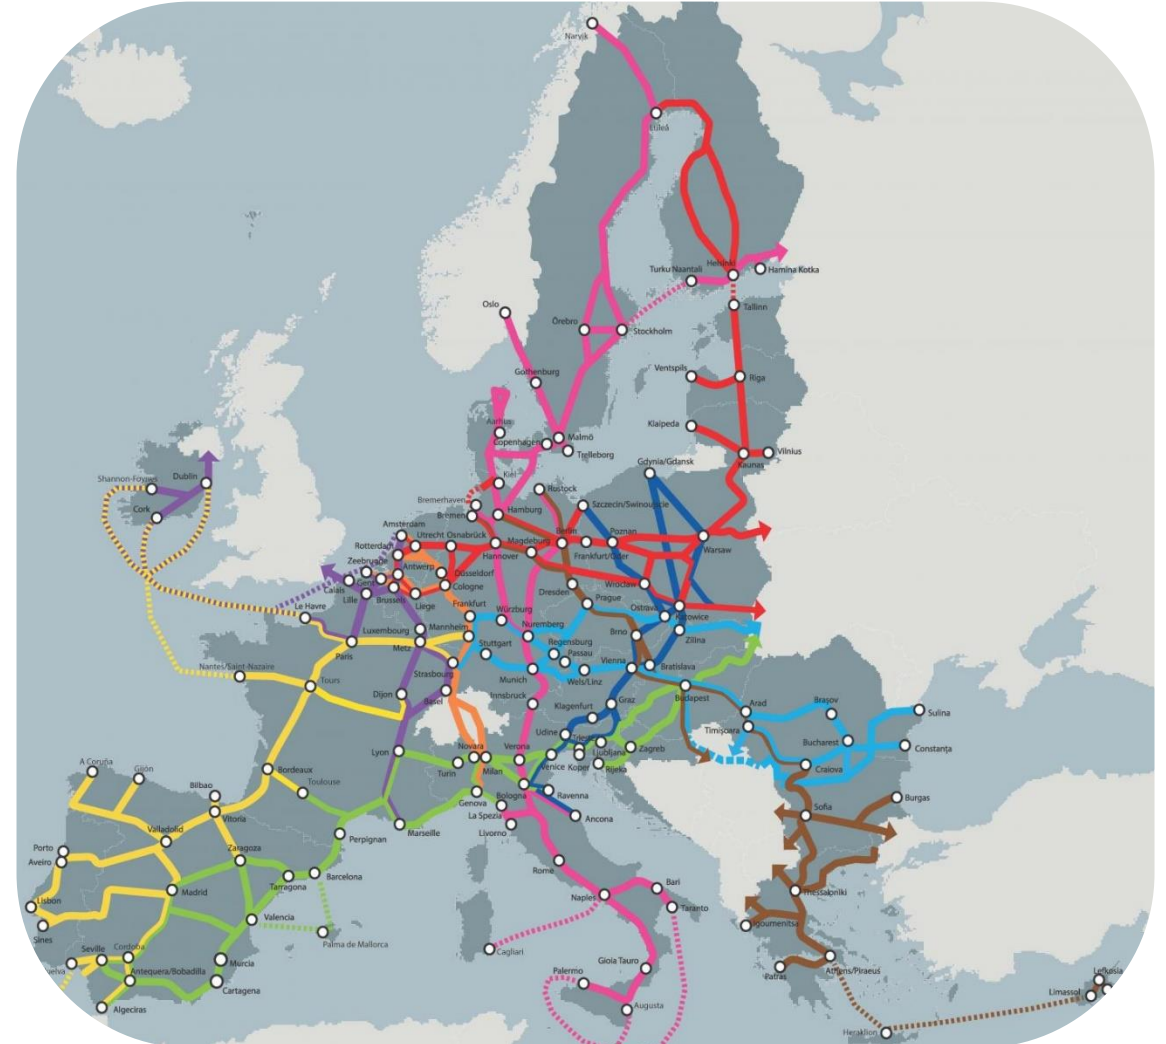 Narvik
Luleå
Turku Naantali
Helsinki
Hamina Kotka
Tallinn
Oslo
Örebro
Stockholm
Gothenburg
Ventspils
Riga
Aarhus
Copenhagen
Malmö
Trelleborg
Klaipeda
Kaunas
Vilnius
Gdynia/Gdansk
Shannon-Foynes
Dublin
Cork
Kiel
Rostock
Bremerhaven
Bremen
Hamburg
Szczecin/Swinoujscie
Amsterdam
Utrecht
Osnabrück
Rotterdam
Hannover
Magdeburg
Berlin
Frankfurt/Oder
Poznan
Warsaw
Zeebrugge
Gent
Antwerp
Düsseldorf
Cologne
Calais
Lille
Brussels
Liege
Dresden
Wroclaw
Le Havre
Frankfurt
Würzburg
Prague
Ostrava
Katowice
Luxembourg
Mannheim
Nuremberg
Brno
Zilina
Paris
Metz
Stuttgart
Regensburg
Passau
Nantes/Saint-Nazaire
Strasbourg
Munich
Wels/Linz
Vienna
Bratislava
Tours
Dijon
Basel
Innsbruck
Klagenfurt
Graz
Budapest
Arad
Braşov
Sulina
Timişoara
Lyon
Novara
Verona
Udine
Ljubljana
Zagreb
Bucharest
Constanţa
Turin
Milan
Venice
Koper
Rijeka
Craiova
A Coruña
Gijón
Bilbao
Bordeaux
Toulouse
Genova
Bologna
Ravenna
La Spezia
Ancona
Livorno
Sofia
Burgas
Vitoria
Valladolid
Marseille
Perpignan
Porto
Aveiro
Zaragoza
Rome
Madrid
Tarragona
Barcelona
Naples
Bari
Taranto
Thessaloniki
Lisbon
Sines
Valencia
Palma de Mallorca
Cagliari
Igoumenitsa
Seville
Cordoba
Murcia
Gioia Tauro
Patras
Athens/Piraeus
Antequera/Bobadilla
Cartagena
Palermo
Augusta
Lefkosia
Limassol
Algeciras
Heraklion